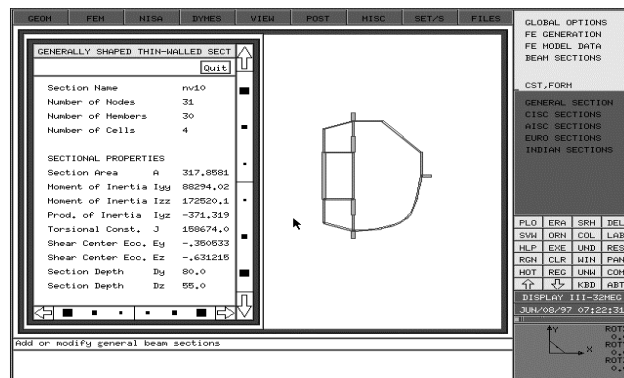 GEOM FEM NISA DYMES VIEW POST MISC SET/S FILES
GENERALLY SHAPED THIN-WALLED SECT
Quit
Section Name nv10
Number of Nodes 31
Number of Members 30
Number of Cells 4
SECTIONAL PROPERTIES
Section Area A 317.8581
Moment of Inertia Iyy 88294.02
Moment of Inertia Izz 172520.1
Prod. of Inertia Iyz -371.319
Torsional Const. J 158674.0
Shear Center Ecc. Ey -.350533
Shear Center Ecc. Ez -.631215
Section Depth Dy 80.0
Section Depth Dz 55.0
Add or modify general beam sections
GLOBAL OPTIONS
FE GENERATION
FE MODEL DATA
BEAM SECTIONS
CST,FORM
GENERAL SECTION
CISC SECTIONS
AISC SECTIONS
EURO SECTIONS
INDIAN SECTIONS
PLO ERA SRH DEL
SVW ORN COL LAB
HLP EXE UND RES
RGN CLR WIN PAN
HOT REG UNW COM
KBD ABT
DISPLAY III-32MEG
JUN/08/97 07:22:31
Y ROTX
X ROTY
ROTZ